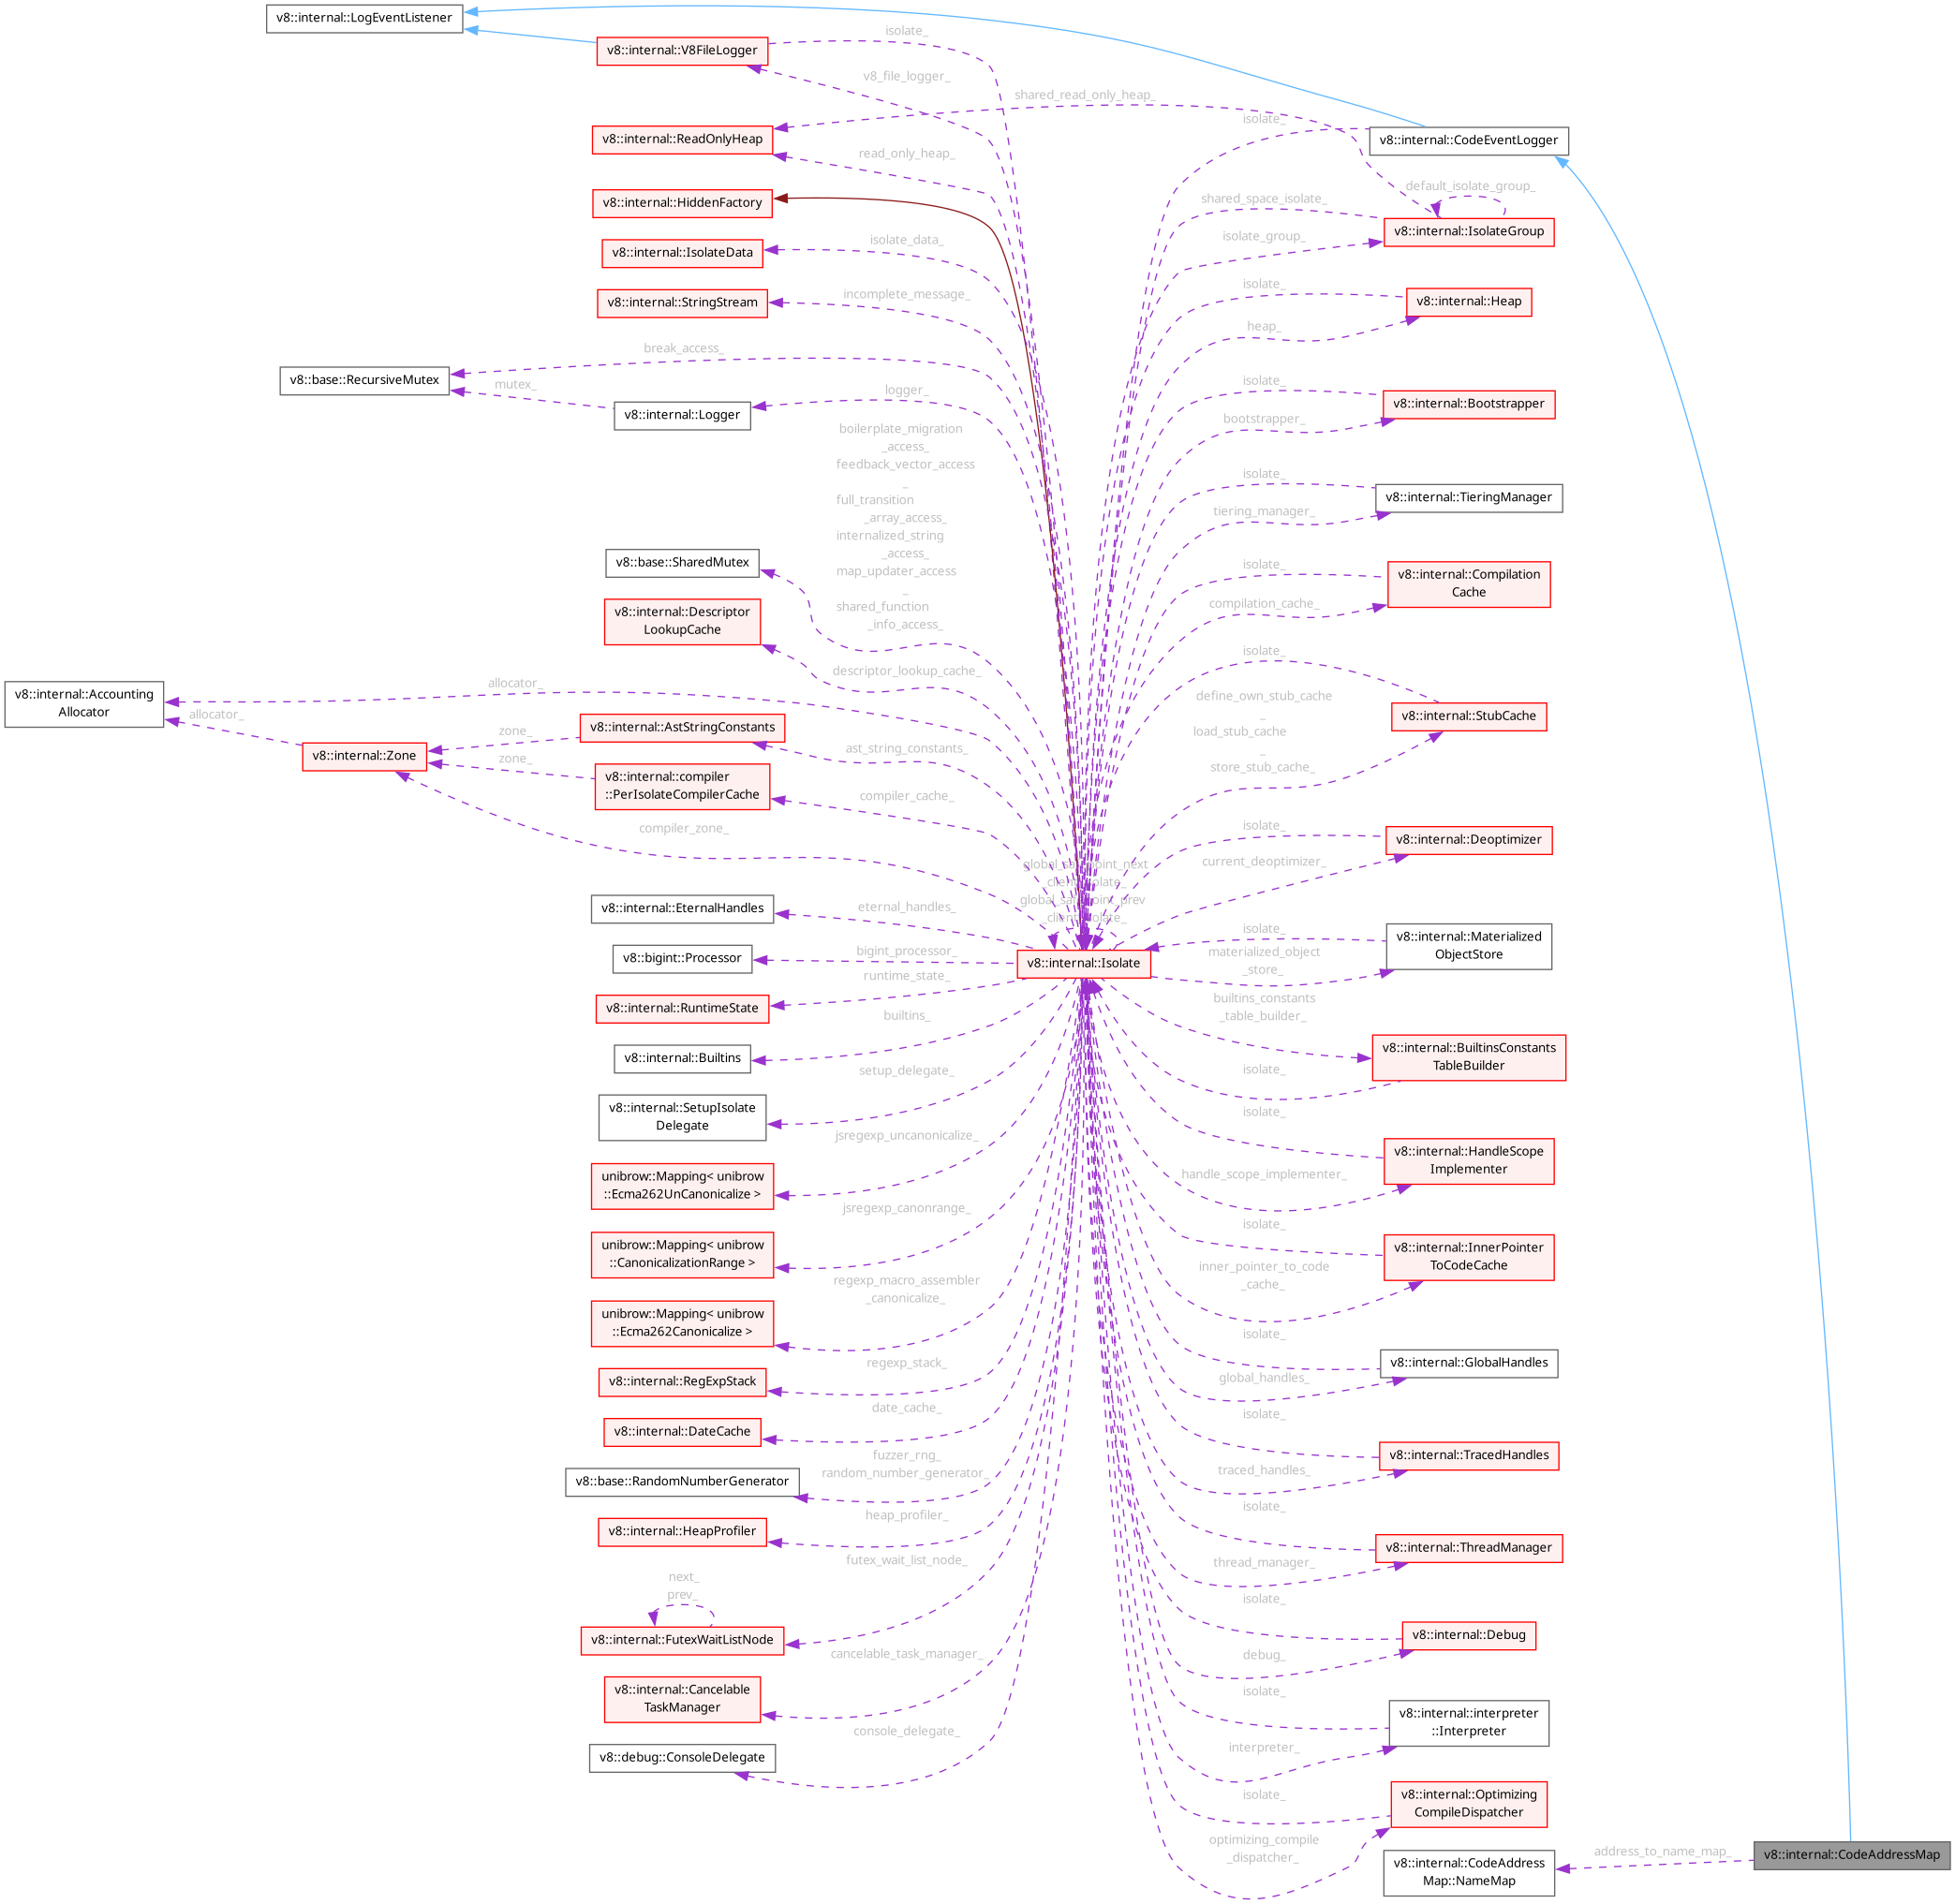 v8::internal::LogEventListener
v8::internal::V8FileLogger
isolate_
v8_file_logger_
shared_read_only_heap_
isolate_
v8::internal::ReadOnlyHeap
read_only_heap_
v8::internal::CodeEventLogger
v8::internal::HiddenFactory
shared_space_isolate_
default_isolate_group_
v8::internal::IsolateData
isolate_data_
isolate_group_
v8::internal::IsolateGroup
v8::internal::StringStream
incomplete_message_
isolate_
v8::internal::Heap
heap_
break_access_
v8::base::RecursiveMutex
mutex_
v8::internal::Logger
logger_
isolate_
v8::internal::Bootstrapper
bootstrapper_
boilerplate_migration
_access_
feedback_vector_access
_
full_transition
_array_access_
internalized_string
_access_
map_updater_access
_
shared_function
_info_access_
isolate_
v8::internal::TieringManager
tiering_manager_
v8::base::SharedMutex
v8::internal::Descriptor
LookupCache
descriptor_lookup_cache_
isolate_
v8::internal::Compilation
Cache
compilation_cache_
v8::internal::Accounting
Allocator
allocator_
allocator_
v8::internal::Zone
zone_
zone_
v8::internal::AstStringConstants
ast_string_constants_
v8::internal::compiler
::PerIsolateCompilerCache
compiler_cache_
compiler_zone_
isolate_
define_own_stub_cache
_
load_stub_cache
_
store_stub_cache_
v8::internal::StubCache
isolate_
v8::internal::Deoptimizer
current_deoptimizer_
global_safepoint_next
_client_isolate_
global_safepoint_prev
_client_isolate_
v8::internal::EternalHandles
eternal_handles_
v8::bigint::Processor
bigint_processor_
v8::internal::Isolate
isolate_
v8::internal::Materialized
ObjectStore
materialized_object
_store_
v8::internal::RuntimeState
runtime_state_
v8::internal::Builtins
builtins_
builtins_constants
_table_builder_
v8::internal::BuiltinsConstants
TableBuilder
isolate_
v8::internal::SetupIsolate
Delegate
setup_delegate_
isolate_
v8::internal::HandleScope
Implementer
handle_scope_implementer_
unibrow::Mapping< unibrow
::Ecma262UnCanonicalize >
jsregexp_uncanonicalize_
unibrow::Mapping< unibrow
::CanonicalizationRange >
jsregexp_canonrange_
isolate_
v8::internal::InnerPointer
ToCodeCache
inner_pointer_to_code
_cache_
unibrow::Mapping< unibrow
::Ecma262Canonicalize >
regexp_macro_assembler
_canonicalize_
isolate_
v8::internal::GlobalHandles
global_handles_
v8::internal::RegExpStack
regexp_stack_
v8::internal::DateCache
date_cache_
isolate_
v8::internal::TracedHandles
traced_handles_
v8::base::RandomNumberGenerator
fuzzer_rng_
random_number_generator_
v8::internal::HeapProfiler
heap_profiler_
isolate_
v8::internal::ThreadManager
thread_manager_
next_
prev_
v8::internal::FutexWaitListNode
futex_wait_list_node_
isolate_
v8::internal::Debug
debug_
v8::internal::Cancelable
TaskManager
cancelable_task_manager_
isolate_
v8::internal::interpreter
::Interpreter
interpreter_
v8::debug::ConsoleDelegate
console_delegate_
isolate_
v8::internal::Optimizing
CompileDispatcher
optimizing_compile
_dispatcher_
v8::internal::CodeAddress
Map::NameMap
address_to_name_map_
v8::internal::CodeAddressMap